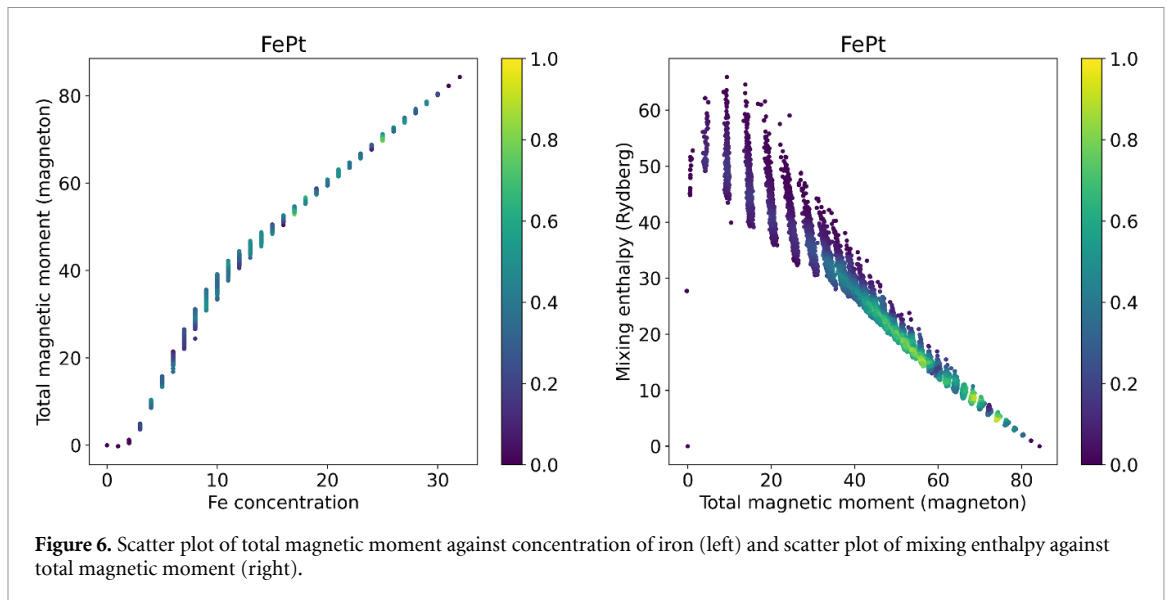 FePt
Total magnetic moment (magneton)
80
60
40
20
0
0 10 20 30
Fe concentration
1.0
0.8
0.6
0.4
0.2
0.0
FePt
Mixing enthalpy (Rydberg)
60
50
40
30
20
10
0
0 20 40 60 80
Total magnetic moment (magneton)
1.0
0.8
0.6
0.4
0.2
0.0
Figure 6. Scatter plot of total magnetic moment against concentration of iron (left) and scatter plot of mixing enthalpy against
total magnetic moment (right).